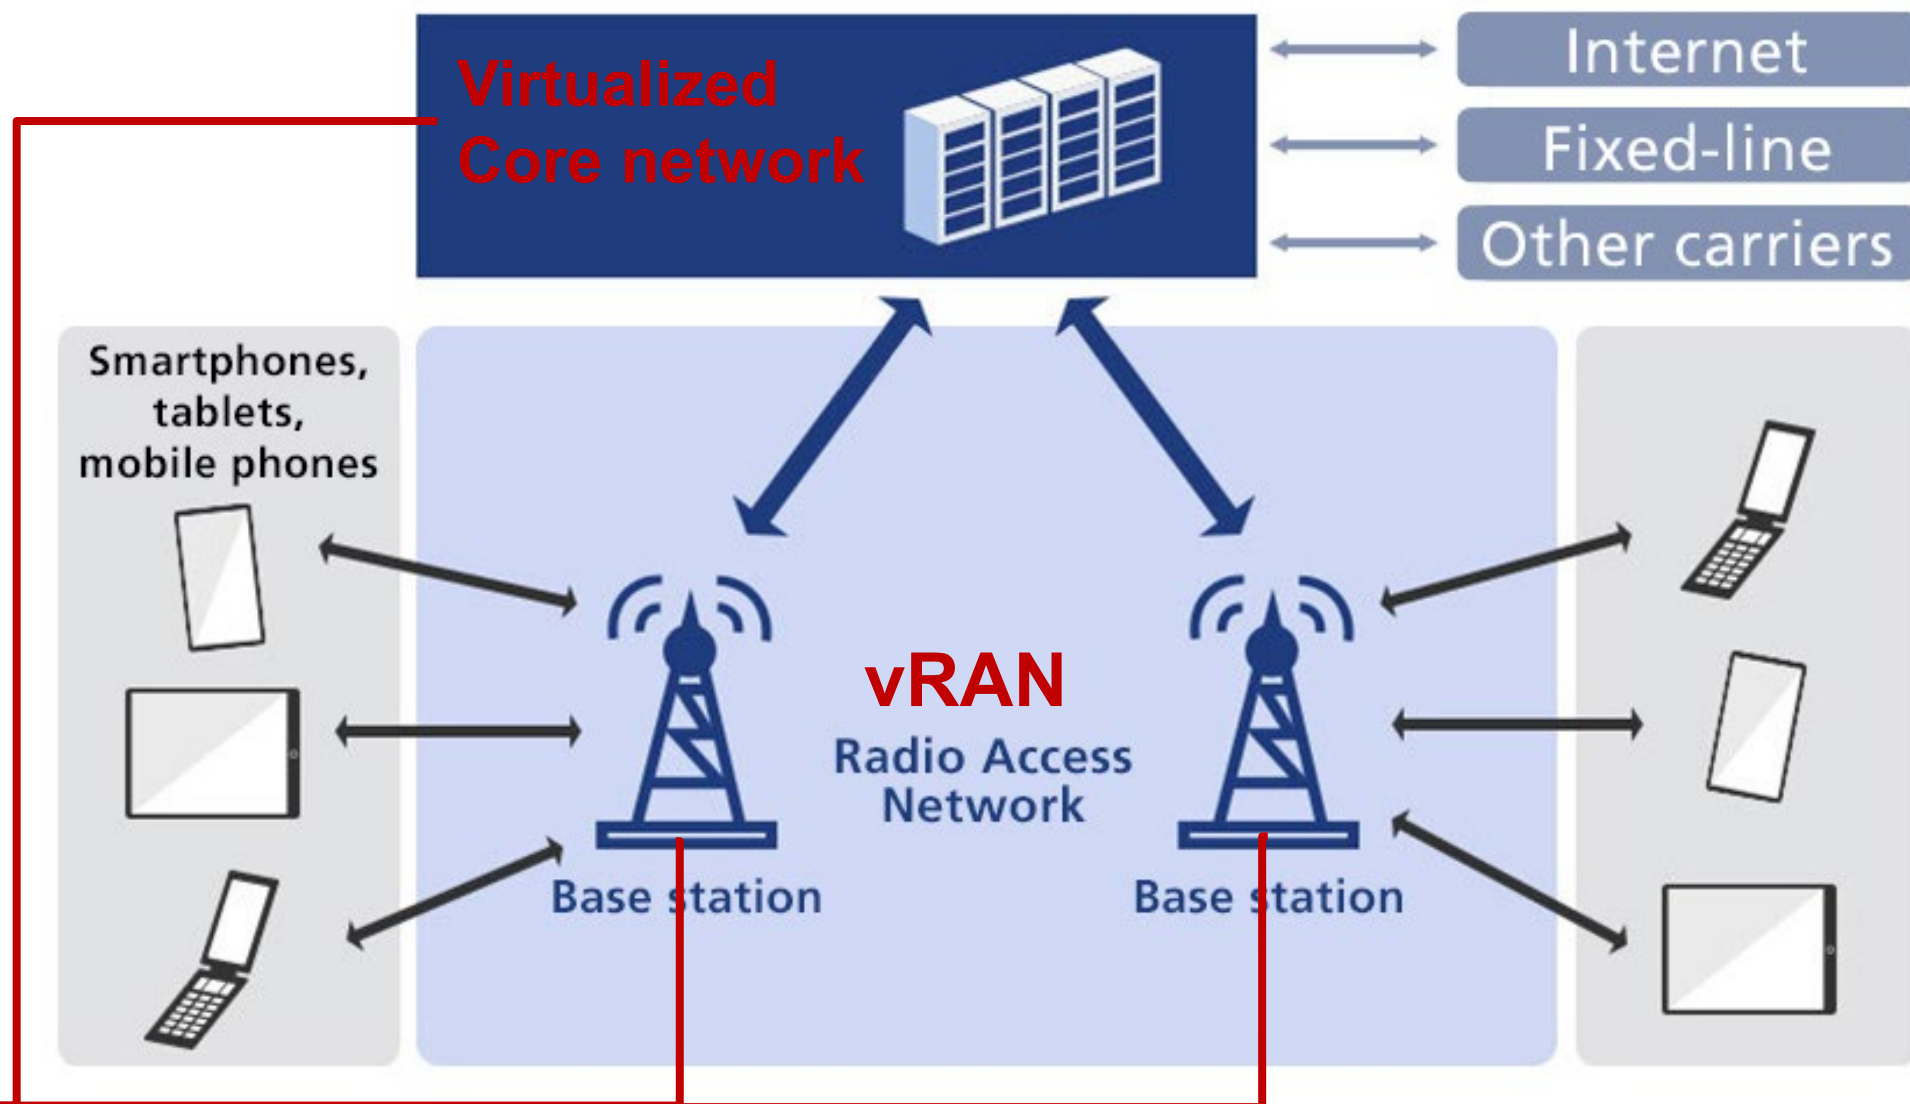 Virtualized
Core network
Internet
Fixed-line
Other carriers
Smartphones,
tablets,
mobile phones
vRAN
Radio Access
Network
Base station
Base station